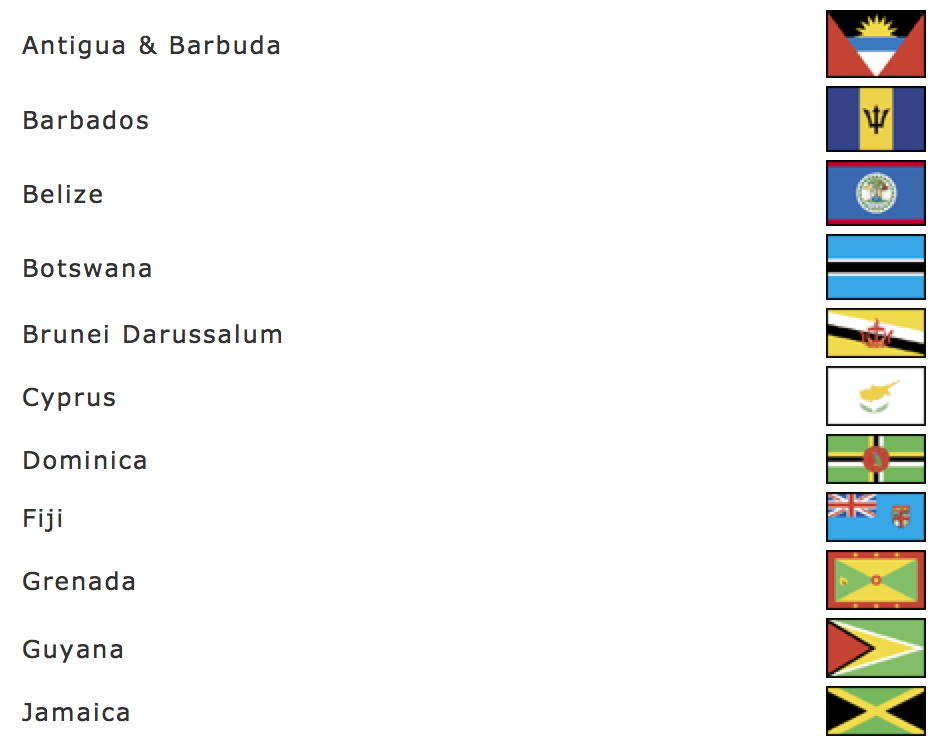 Antigua & Barbuda
Barbados
Belize
Botswana
Brunei Darussalum
Cyprus
Dominica
Fiji
Grenada
Guyana
Jamaica